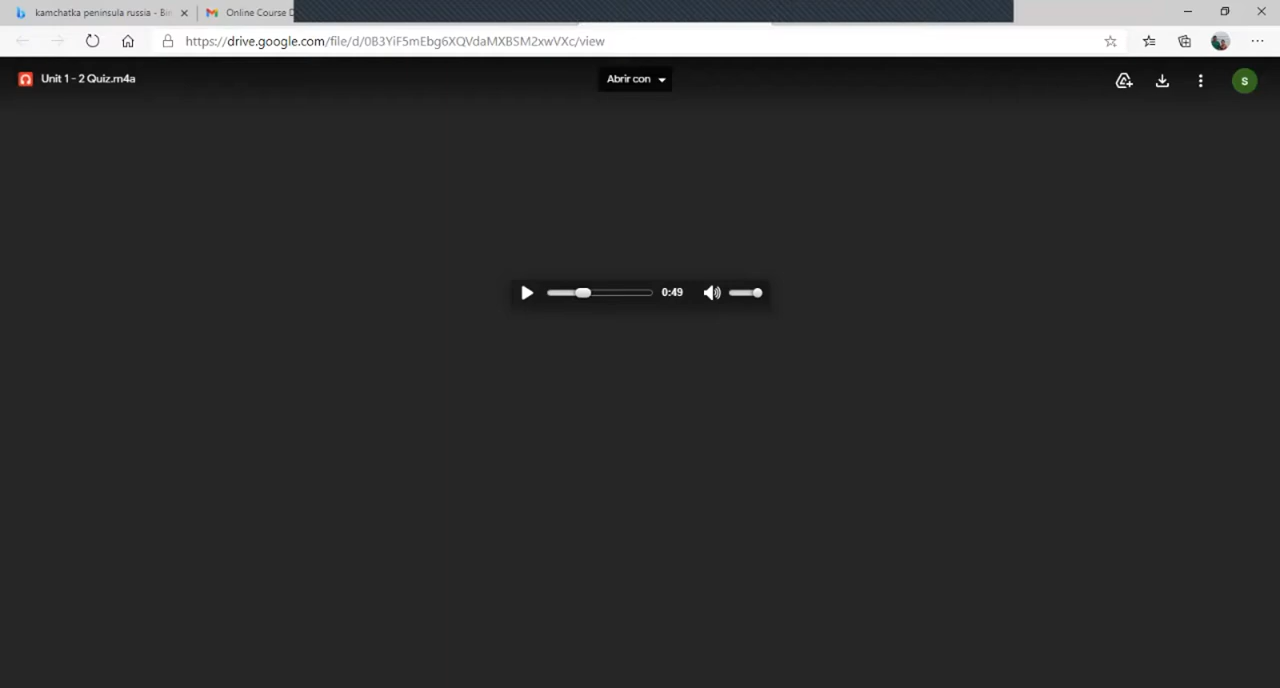 kamchatka peninsula russia - Bi
Online Course
https://drive.google.com/file/d/0B3YiF5mEbg6XQVdaMXBSM2xwVXc/view
Unit 1 - 2 Quiz.m4a
Abrir con
S
0:49